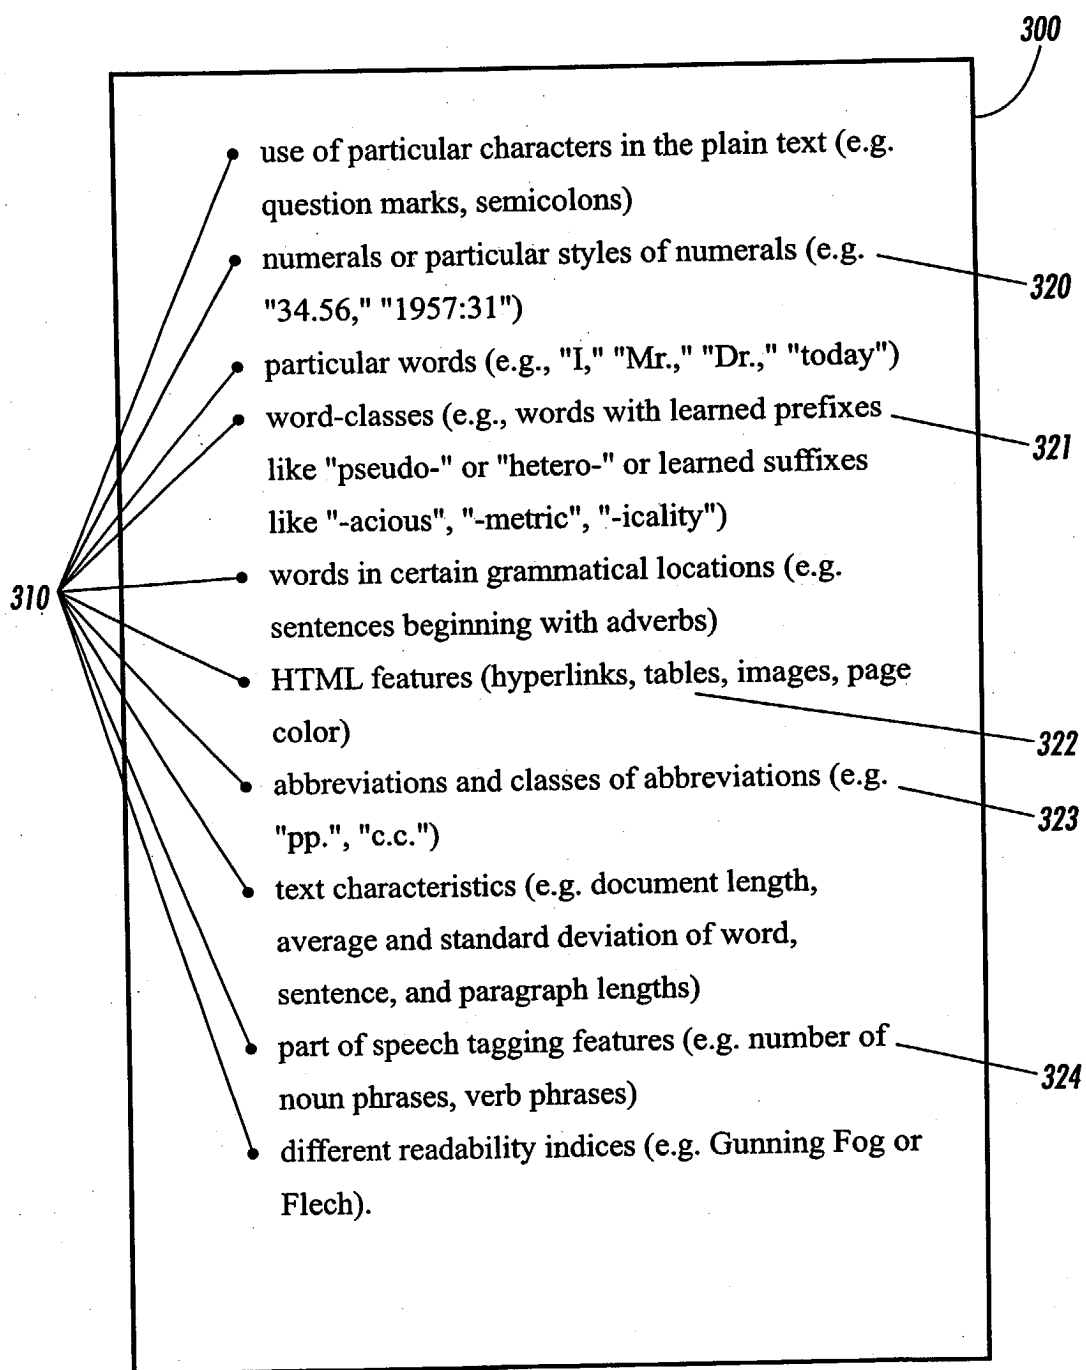 300
• use of particular characters in the plain text (e.g.
question marks, semicolons)
• numerals or particular styles of numerals (e.g.
320
"34.56," "1957:31")
• particular words (e.g., "I," "Mr.," "Dr.," "today")
• word-classes (e.g., words with learned prefixes
321
like "pseudo-" or "hetero-" or learned suffixes
like "-acious", "-metric", "-icality")
• words in certain grammatical locations (e.g.
310
sentences beginning with adverbs)
• HTML features (hyperlinks, tables, images, page
color)
322
• abbreviations and classes of abbreviations (e.g.
323
"pp.", "c.c.")
• text characteristics (e.g. document length,
average and standard deviation of word,
sentence, and paragraph lengths)
• part of speech tagging features (e.g. number of
324
noun phrases, verb phrases)
• different readability indices (e.g. Gunning Fog or
Flech).